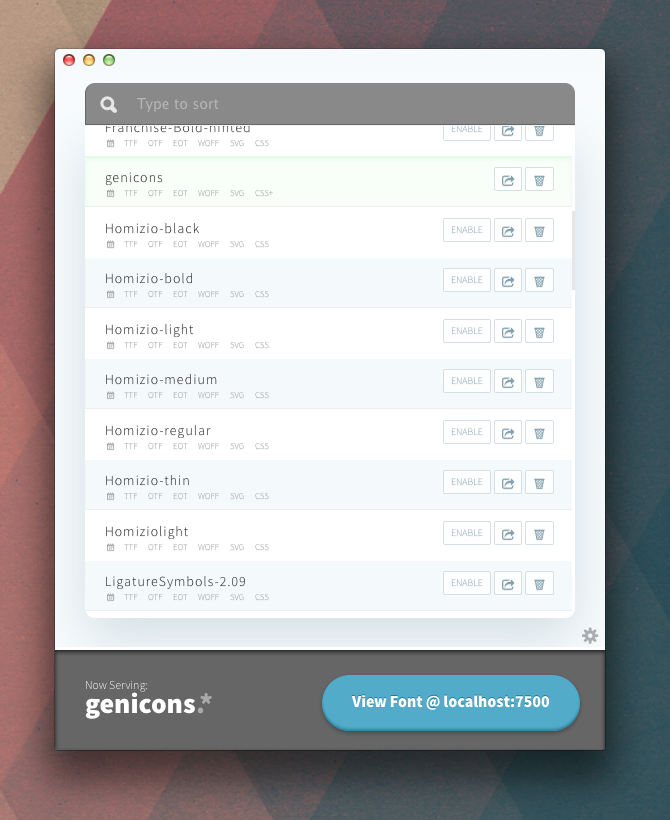 Type to sort
Franchise-Bold-hinted
ENABLE
TTF OTF EOT WOFF SVG CSS
genicons
TTF OTF EOT WOFF SVG CSS+
Homizio-black
ENABLE
TTF OTF EOT WOFF SVG CSS
Homizio-bold
ENABLE
TTF OTF EOT WOFF SVG CSS
Homizio-light
ENABLE
TTF OTF EOT WOFF SVG CSS
Homizio-medium
ENABLE
TTF OTF EOT WOFF SVG CSS
Homizio-regular
ENABLE
TTF OTF EOT WOFF SVG CSS
Homizio-thin
ENABLE
TTF OTF EOT WOFF SVG CSS
Homiziolight
ENABLE
TTF OTF EOT WOFF SVG CSS
LigatureSymbols-2.09
ENABLE
TTF OTF EOT WOFF SVG CSS
Now Serving:
genicons.*
View Font @ localhost:7500